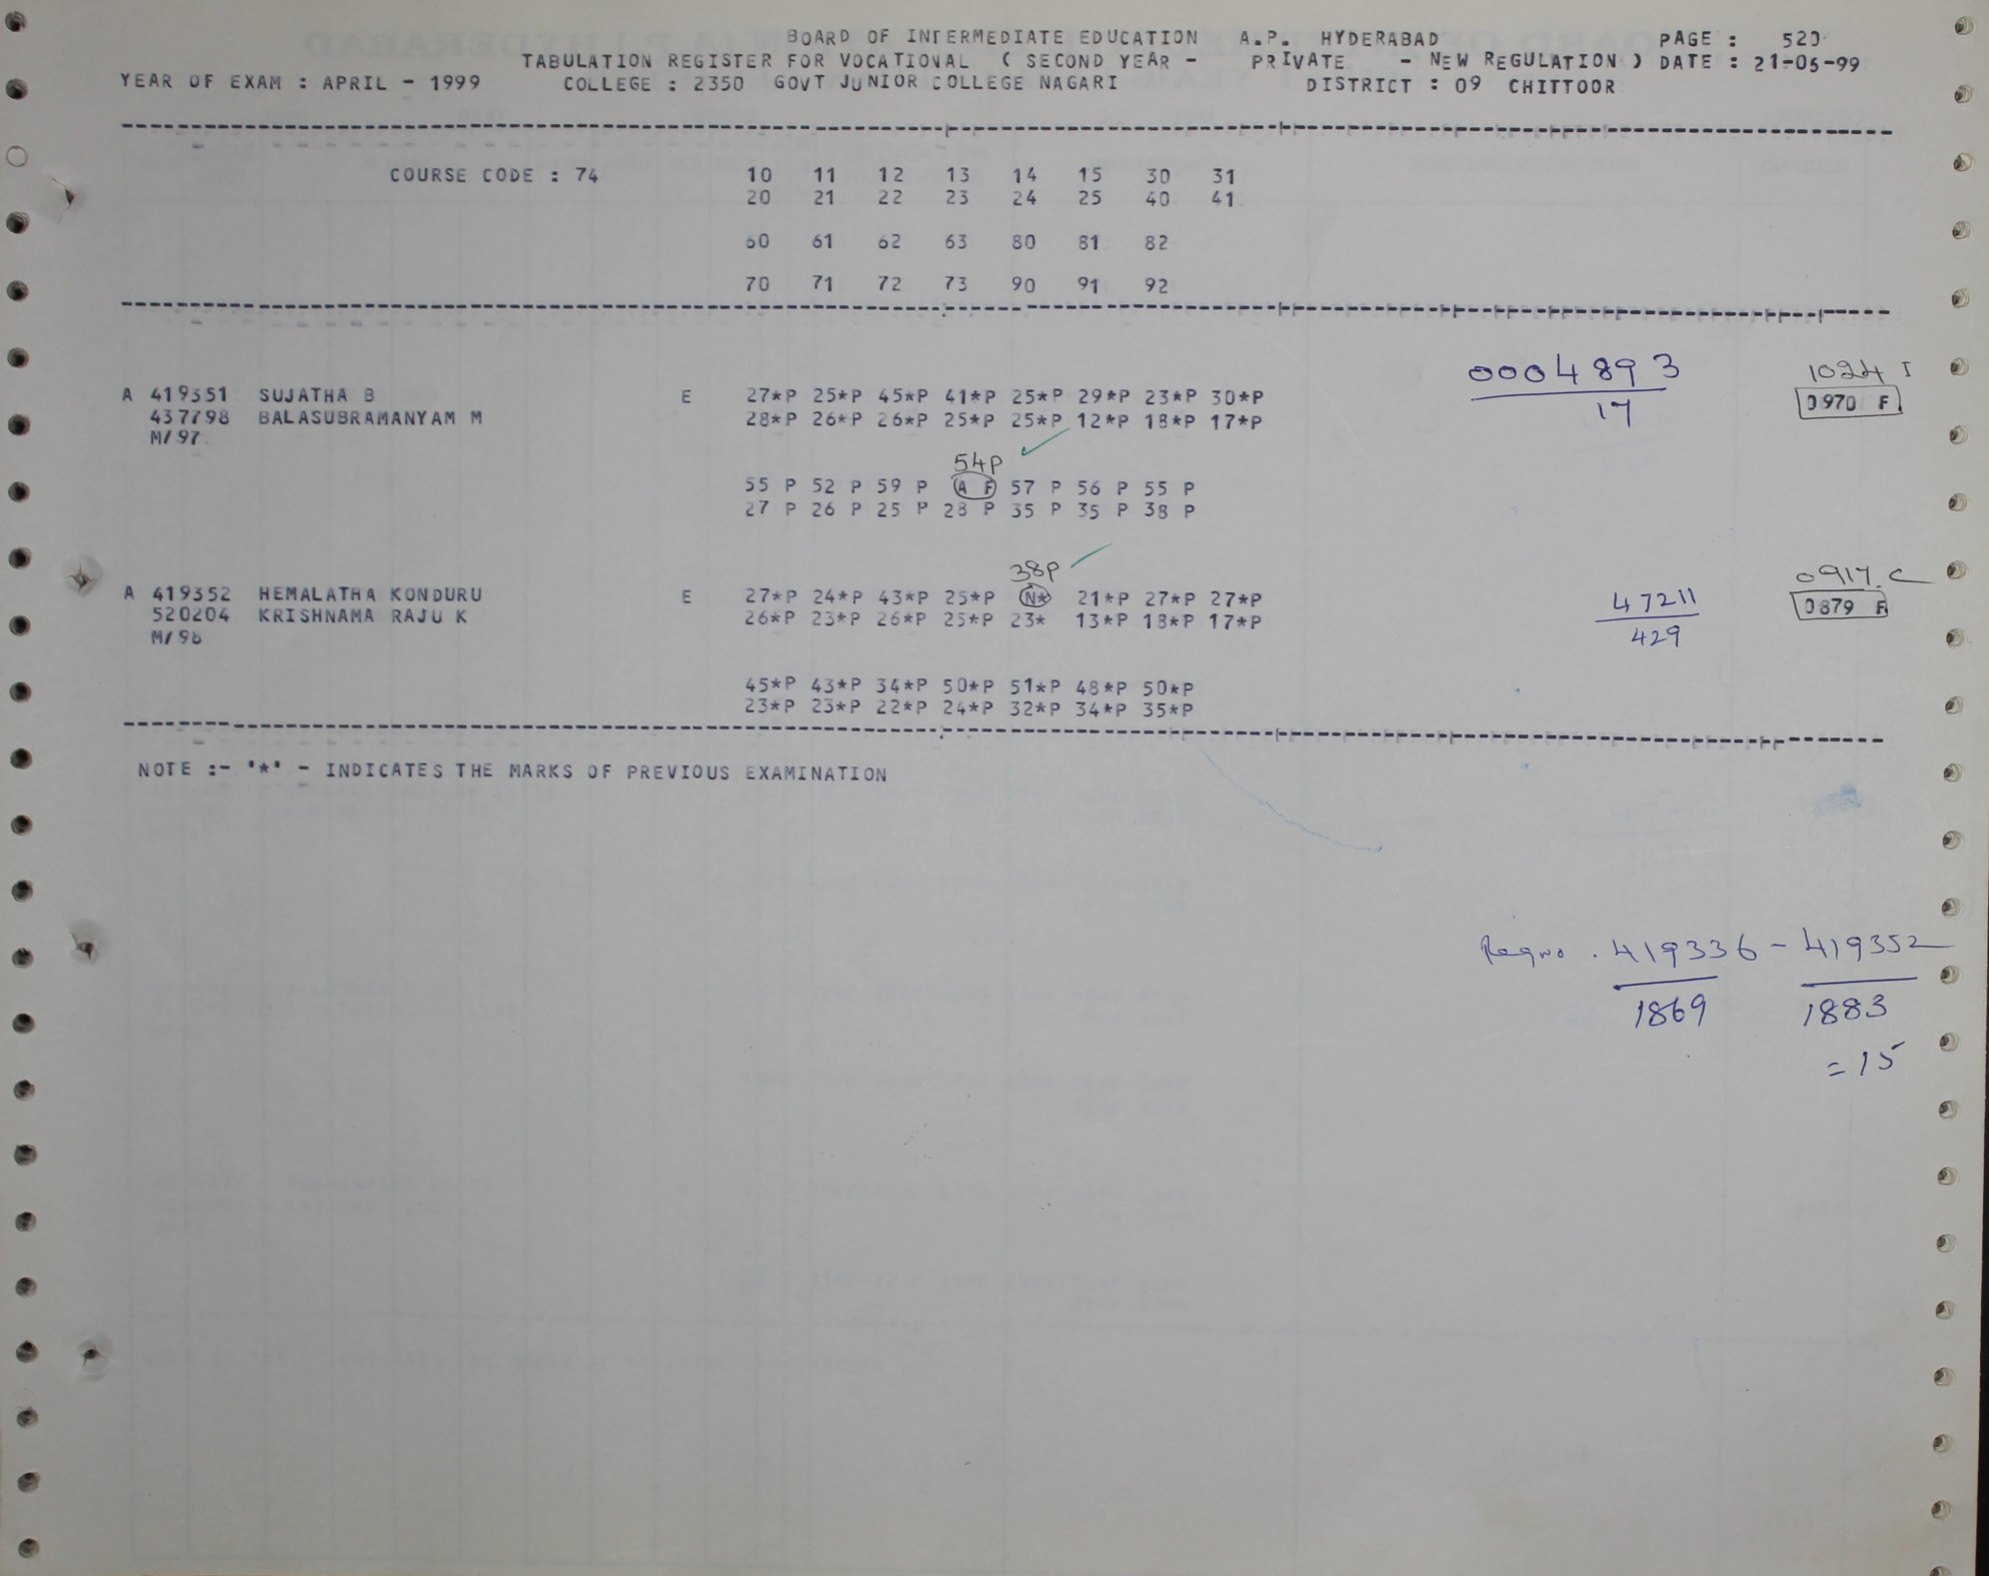 BOARD OF INTERMEDIATE EDUCATION A.P. HYDERABAD PAGE : 520
TABULATION REGISTER FOR VOCATIONAL ( SECOND YEAR - PRIVATE - NEW REGULATION ) DATE : 21-06-99
YEAR OF EXAM : APRIL - 1999 COLLEGE : 2350 GOVT JUNIOR COLLEGE NAGARI DISTRICT : 09 CHITTOOR
COURSE CODE : 74 10 11 12 13 14 15 30 31
20 21 22 23 24 25 40 41
60 61 62 63 80 81 82
70 71 72 73 90 91 92
0004893 1024 I
A 419351 SUJATHA B E 27*P 25*P 45*P 41*P 25*P 29*P 23*P 30*P 0970 F
437798 BALASUBRAMANYAM M 28*P 26*P 26*P 25*P 25*P 12*P 18*P 17*P 17
M/97
54P
55 P 52 P 59 P A F 57 P 56 P 55 P
27 P 26 P 25 P 28 P 35 P 35 P 38 P
38P 0917 C
A 419352 HEMALATHA KONDURU E 27*P 24*P 43*P 25*P N* 21*P 27*P 27*P 47211 0879 F
520204 KRISHNAMA RAJU K 26*P 23*P 26*P 25*P 23* 13*P 18*P 17*P 429
M/98
45*P 43*P 34*P 50*P 51*P 48*P 50*P
23*P 23*P 22*P 24*P 32*P 34*P 35*P
NOTE :- '*' - INDICATES THE MARKS OF PREVIOUS EXAMINATION
Regno . 419336 - 419352
1869 1883
= 15